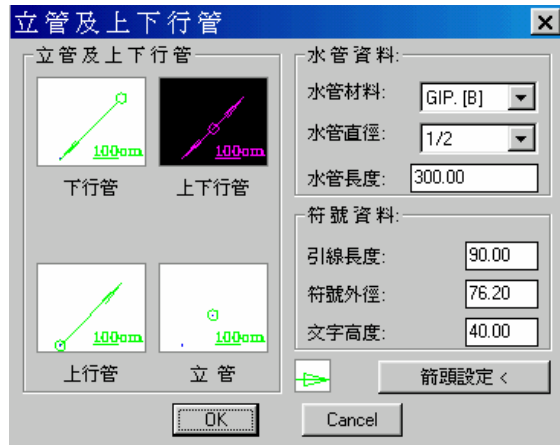 立管及上下行管
立管及上下行管
100cm
100cm
下行管
上下行管
100cm
100cm
上行管
立 管
水管資料:
水管材料:
GIP. [B]
水管直徑:
1/2
水管長度:
300.00
符號資料:
引線長度:
90.00
符號外徑:
76.20
文字高度:
40.00
箭頭設定 <
OK
Cancel